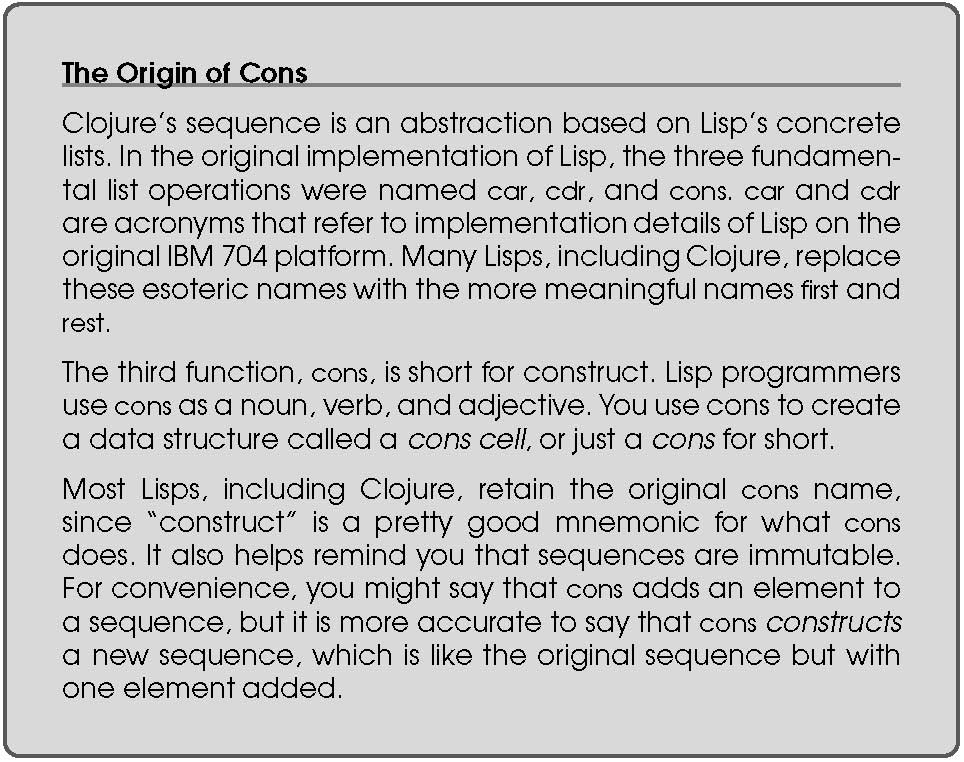 The Origin of Cons
Clojure’s sequence is an abstraction based on Lisp’s concrete
lists. In the original implementation of Lisp, the three fundamen-
tal list operations were named car, cdr, and cons. car and cdr
are acronyms that refer to implementation details of Lisp on the
original IBM 704 platform. Many Lisps, including Clojure, replace
these esoteric names with the more meaningful names first and
rest.
The third function, cons, is short for construct. Lisp programmers
use cons as a noun, verb, and adjective. You use cons to create
a data structure called a cons cell, or just a cons for short.
Most Lisps, including Clojure, retain the original cons name,
since “construct” is a pretty good mnemonic for what cons
does. It also helps remind you that sequences are immutable.
For convenience, you might say that cons adds an element to
a sequence, but it is more accurate to say that cons constructs
a new sequence, which is like the original sequence but with
one element added.